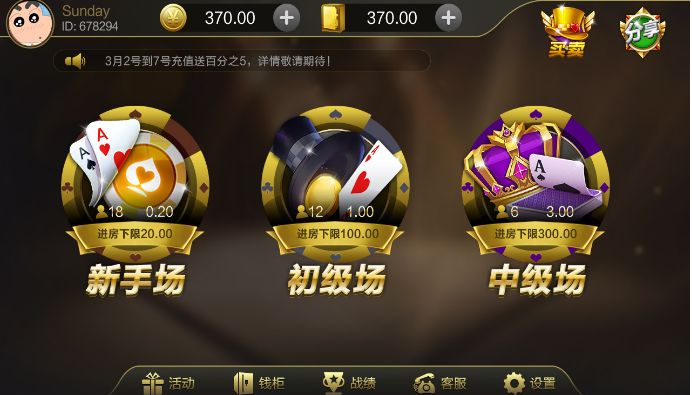 Sunday
ID: 678294
370.00
370.00
买卖
分享
3月2号到7号充值送百分之5，详情敬请期待！
18 0.20
进房下限20.00
新手场
12 1.00
进房下限100.00
初级场
6 3.00
进房下限300.00
中级场
活动
钱柜
战绩
客服
设置